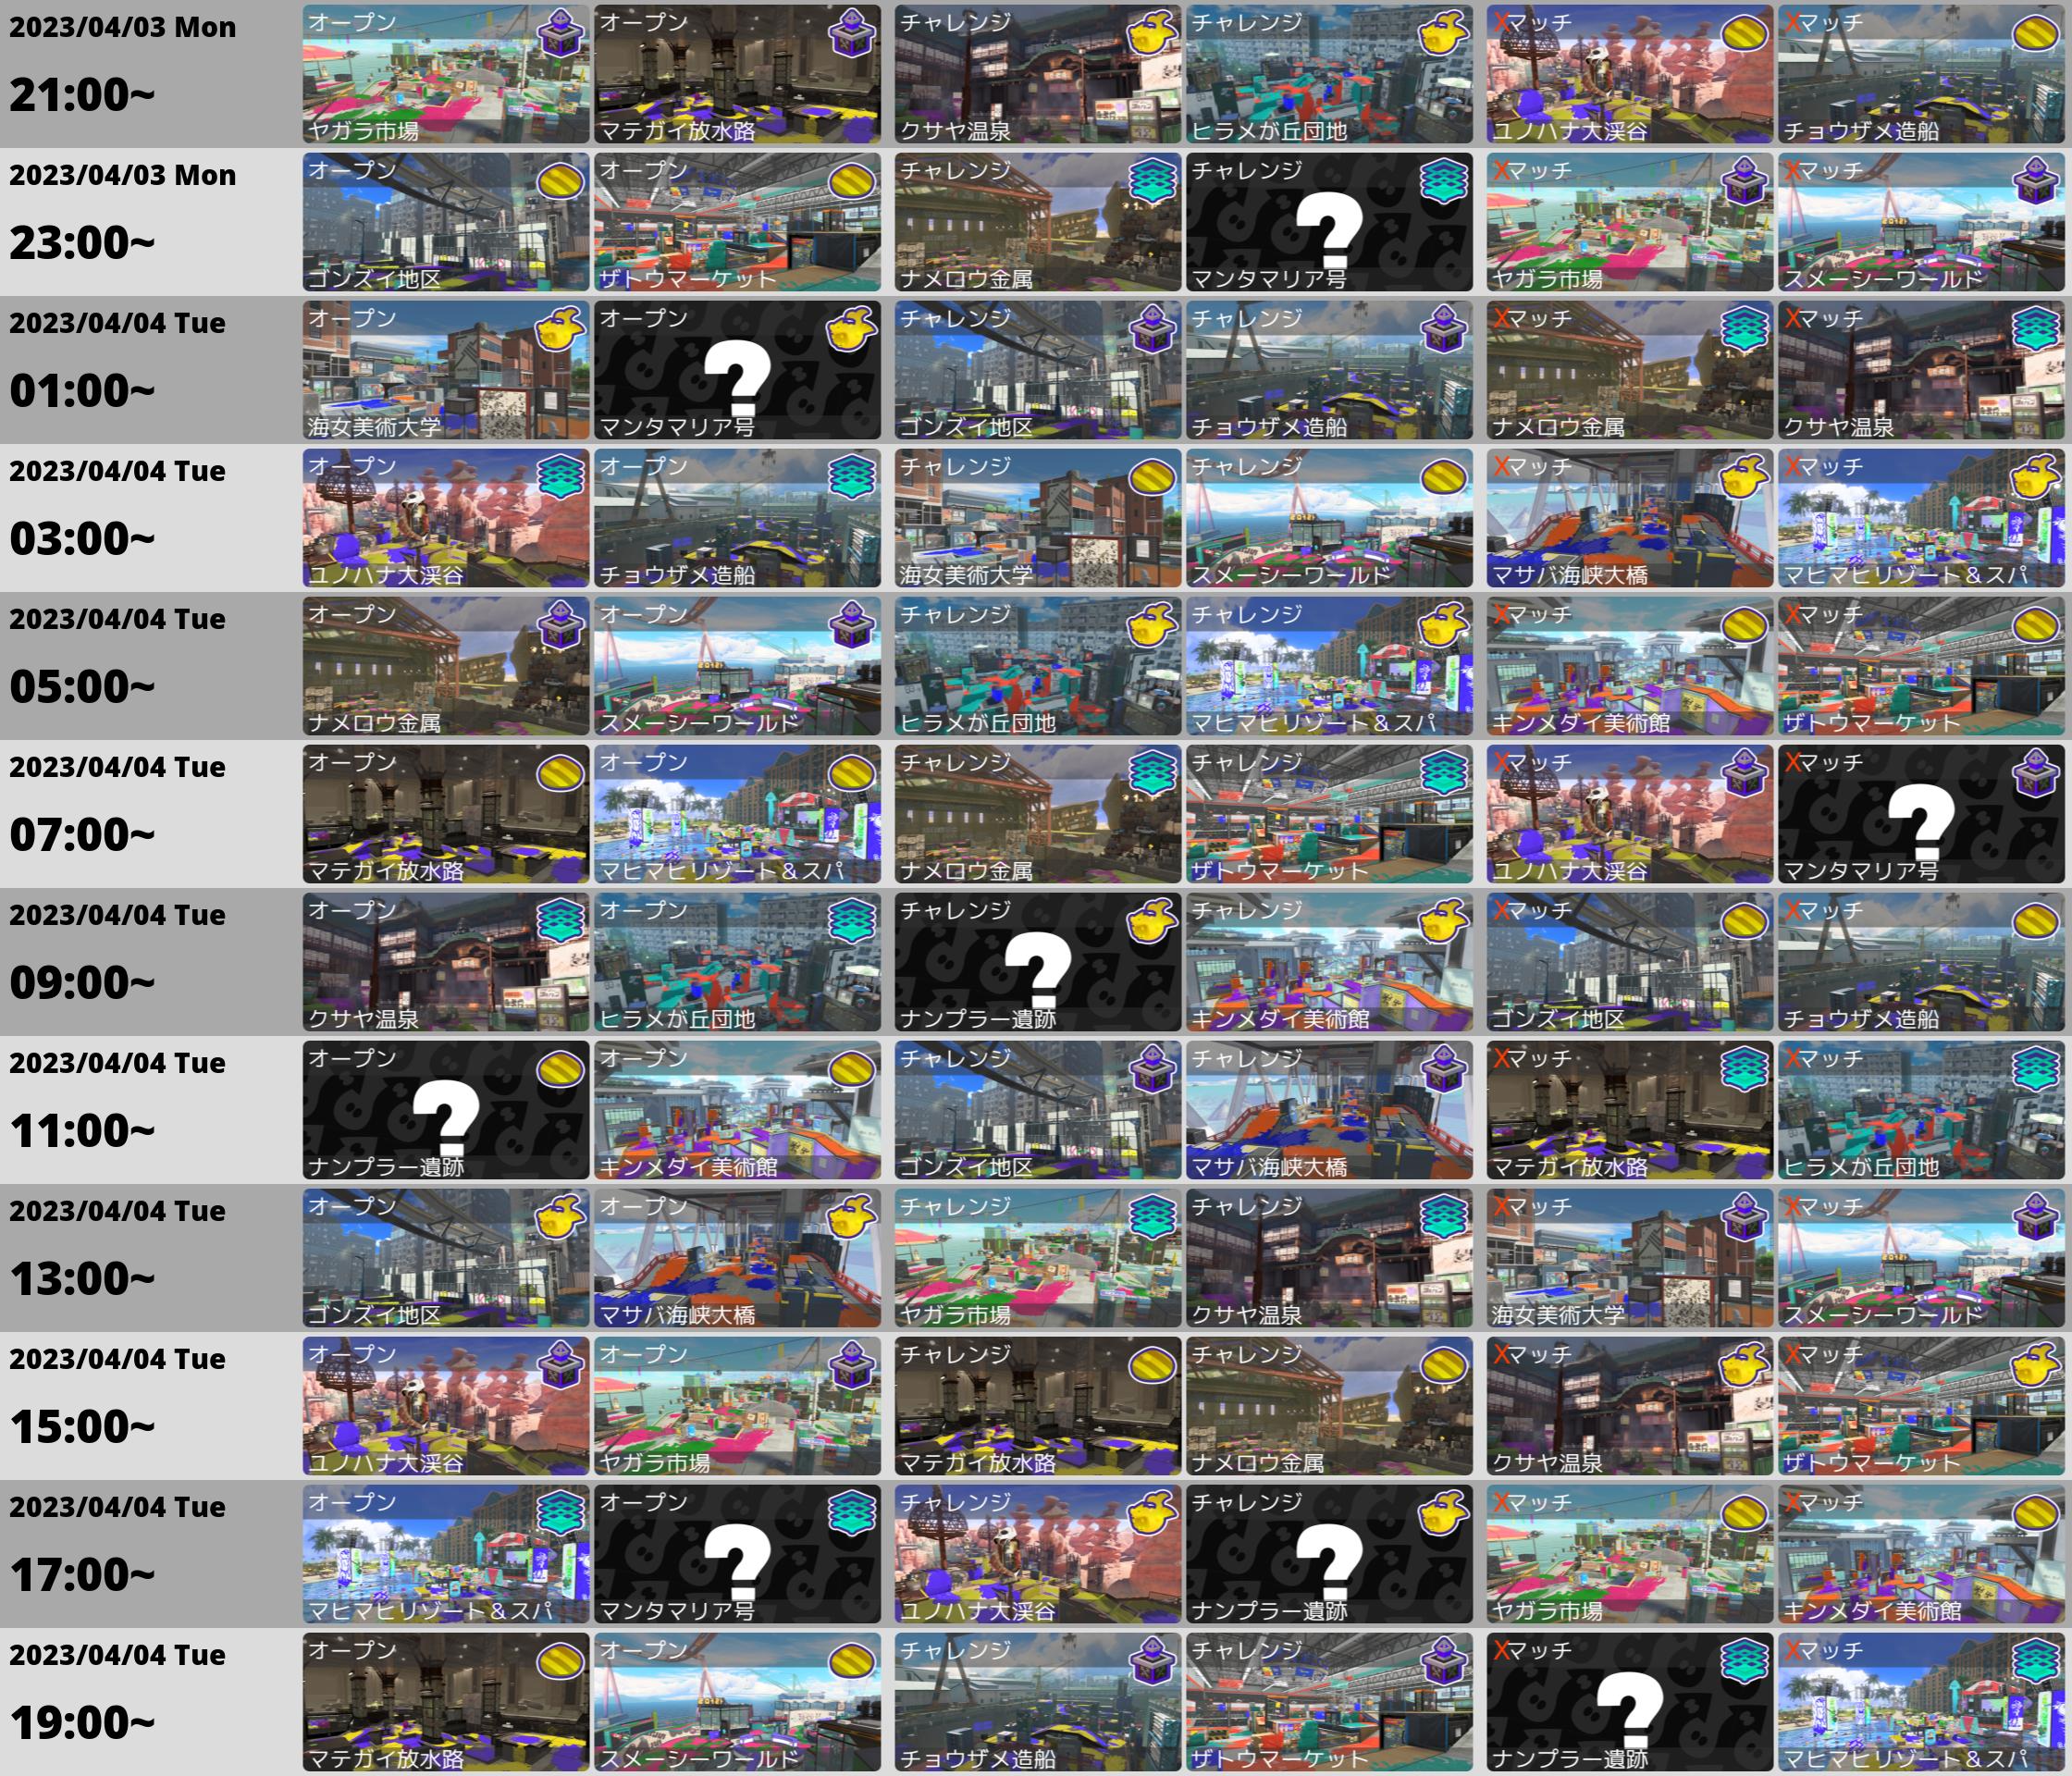 2023/04/03 Mon
21:00~
オープン オープン チャレンジ チャレンジ Xマッチ Xマッチ
ヤガラ市場 マテガイ放水路 クサヤ温泉 ヒラメが丘団地 ユノハナ大渓谷 チョウザメ造船
2023/04/03 Mon
23:00~
オープン オープン チャレンジ チャレンジ Xマッチ Xマッチ
ゴンズイ地区 ザトウマーケット ナメロウ金属 マンタマリア号 ヤガラ市場 スメーシーワールド
2023/04/04 Tue
01:00~
オープン オープン チャレンジ チャレンジ Xマッチ Xマッチ
海女美術大学 マンタマリア号 ゴンズイ地区 チョウザメ造船 ナメロウ金属 クサヤ温泉
2023/04/04 Tue
03:00~
オープン オープン チャレンジ チャレンジ Xマッチ Xマッチ
ユノハナ大渓谷 チョウザメ造船 海女美術大学 スメーシーワールド マサバ海峡大橋 マヒマヒリゾート＆スパ
2023/04/04 Tue
05:00~
オープン オープン チャレンジ チャレンジ Xマッチ Xマッチ
ナメロウ金属 スメーシーワールド ヒラメが丘団地 マヒマヒリゾート＆スパ キンメダイ美術館 ザトウマーケット
2023/04/04 Tue
07:00~
オープン オープン チャレンジ チャレンジ Xマッチ Xマッチ
マテガイ放水路 マヒマヒリゾート＆スパ ナメロウ金属 ザトウマーケット ユノハナ大渓谷 マンタマリア号
2023/04/04 Tue
09:00~
オープン オープン チャレンジ チャレンジ Xマッチ Xマッチ
クサヤ温泉 ヒラメが丘団地 ナンプラー遺跡 キンメダイ美術館 ゴンズイ地区 チョウザメ造船
2023/04/04 Tue
11:00~
オープン オープン チャレンジ チャレンジ Xマッチ Xマッチ
ナンプラー遺跡 キンメダイ美術館 ゴンズイ地区 マサバ海峡大橋 マテガイ放水路 ヒラメが丘団地
2023/04/04 Tue
13:00~
オープン オープン チャレンジ チャレンジ Xマッチ Xマッチ
ゴンズイ地区 マサバ海峡大橋 ヤガラ市場 クサヤ温泉 海女美術大学 スメーシーワールド
2023/04/04 Tue
15:00~
オープン オープン チャレンジ チャレンジ Xマッチ Xマッチ
ユノハナ大渓谷 ヤガラ市場 マテガイ放水路 ナメロウ金属 クサヤ温泉 ザトウマーケット
2023/04/04 Tue
17:00~
オープン オープン チャレンジ チャレンジ Xマッチ Xマッチ
マヒマヒリゾート＆スパ マンタマリア号 ユノハナ大渓谷 ナンプラー遺跡 ヤガラ市場 キンメダイ美術館
2023/04/04 Tue
19:00~
オープン オープン チャレンジ チャレンジ Xマッチ Xマッチ
マテガイ放水路 スメーシーワールド チョウザメ造船 ザトウマーケット ナンプラー遺跡 マヒマヒリゾート＆スパ